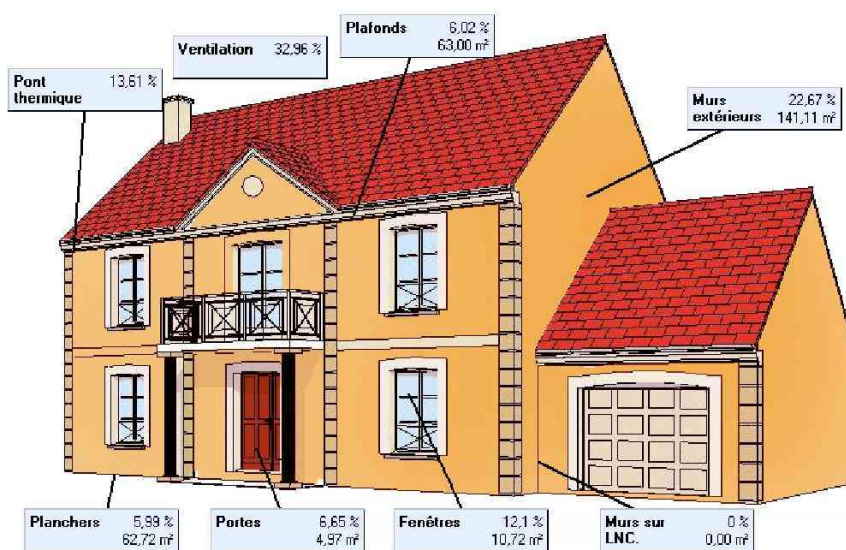 Plafonds 6,02 %
63,00 m²
Ventilation 32,96 %
Pont 13,61 %
thermique
Murs 22,67 %
extérieurs 141,11 m²
Planchers 5,99 %
62,72 m²
Portes 6,65 %
4,97 m²
Fenêtres 12,1 %
10,72 m²
Murs sur 0 %
LNC. 0,00 m²